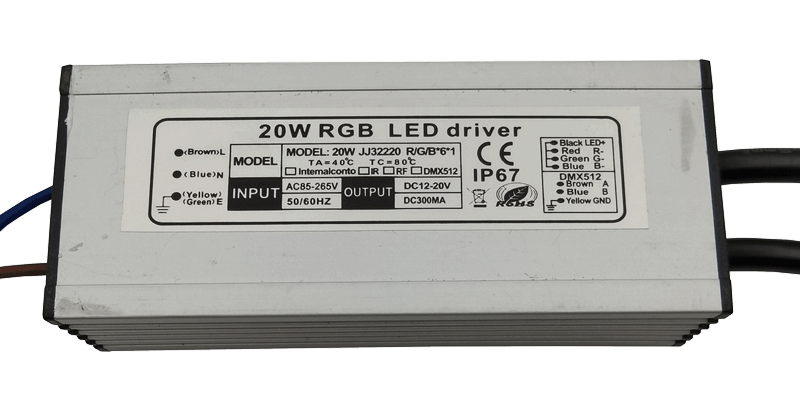 20W RGB LED driver
(Brown)L
(Blue)N
(Yellow)
(Green)E
MODEL
MODEL: 20W JJ32220 R/G/B*6*1
TA=40℃ TC=80℃
□Internalconto □IR □RF □DMX512
INPUT
AC85-265V
50/60HZ
OUTPUT
DC12-20V
DC300MA
CE
IP67
RoHS
Black LED+
Red R-
Green G-
Blue B-
DMX512
Brown A
Blue B
Yellow GND